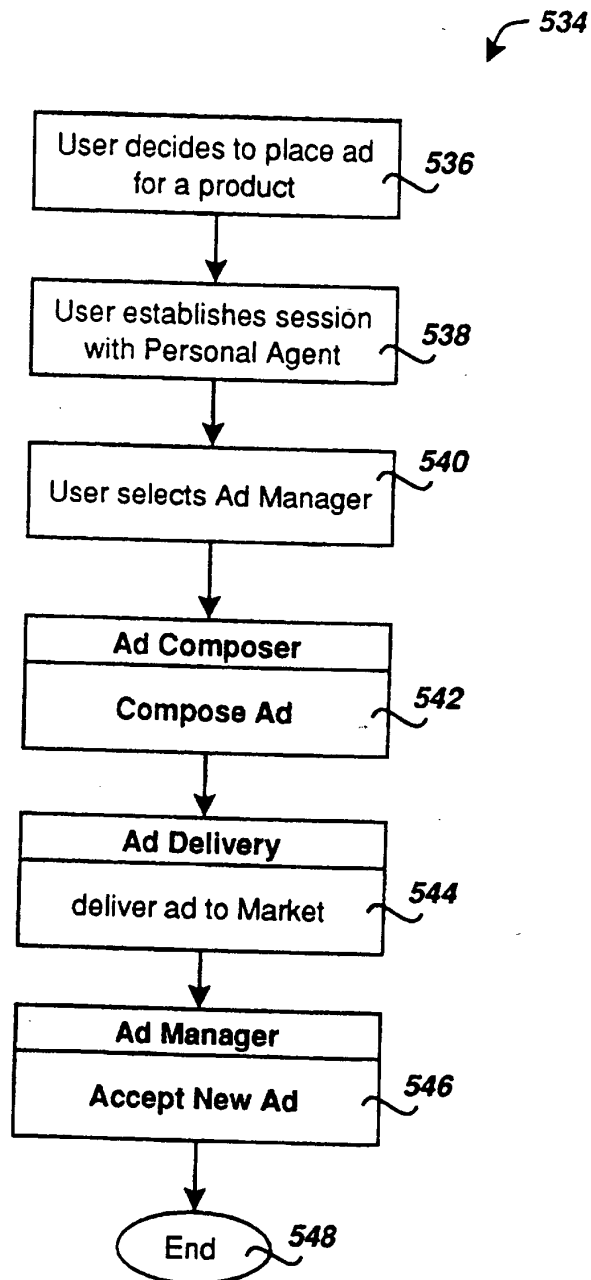 534
User decides to place ad
for a product
536
User establishes session
with Personal Agent
538
540
User selects Ad Manager
Ad Composer
Compose Ad
542
Ad Delivery
deliver ad to Market
544
Ad Manager
Accept New Ad
546
End
548